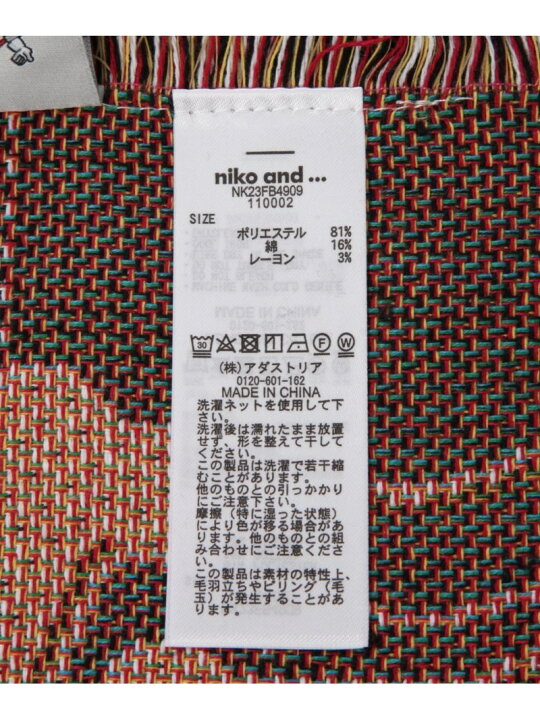 niko and ...
NK23FB4909
110002
SIZE
ポリエステル 81%
綿 16%
レーヨン 3%
30 F W
(株)アダストリア
0120-601-162
MADE IN CHINA
洗濯ネットを使用して下
さい。
洗濯後は濡れたまま放置
せず、形を整えて干して
ください。
この製品は洗濯で若干縮
むことがあります。
他のものとの引っかかり
にご注意下さい。
摩擦(特に湿った状態)
により色が移る場合があ
ります。他のものとの組
み合わせにご注意くださ
い。
この製品は素材の特性上、
毛羽立ちやピリング(毛
玉)が発生することがあ
ります。